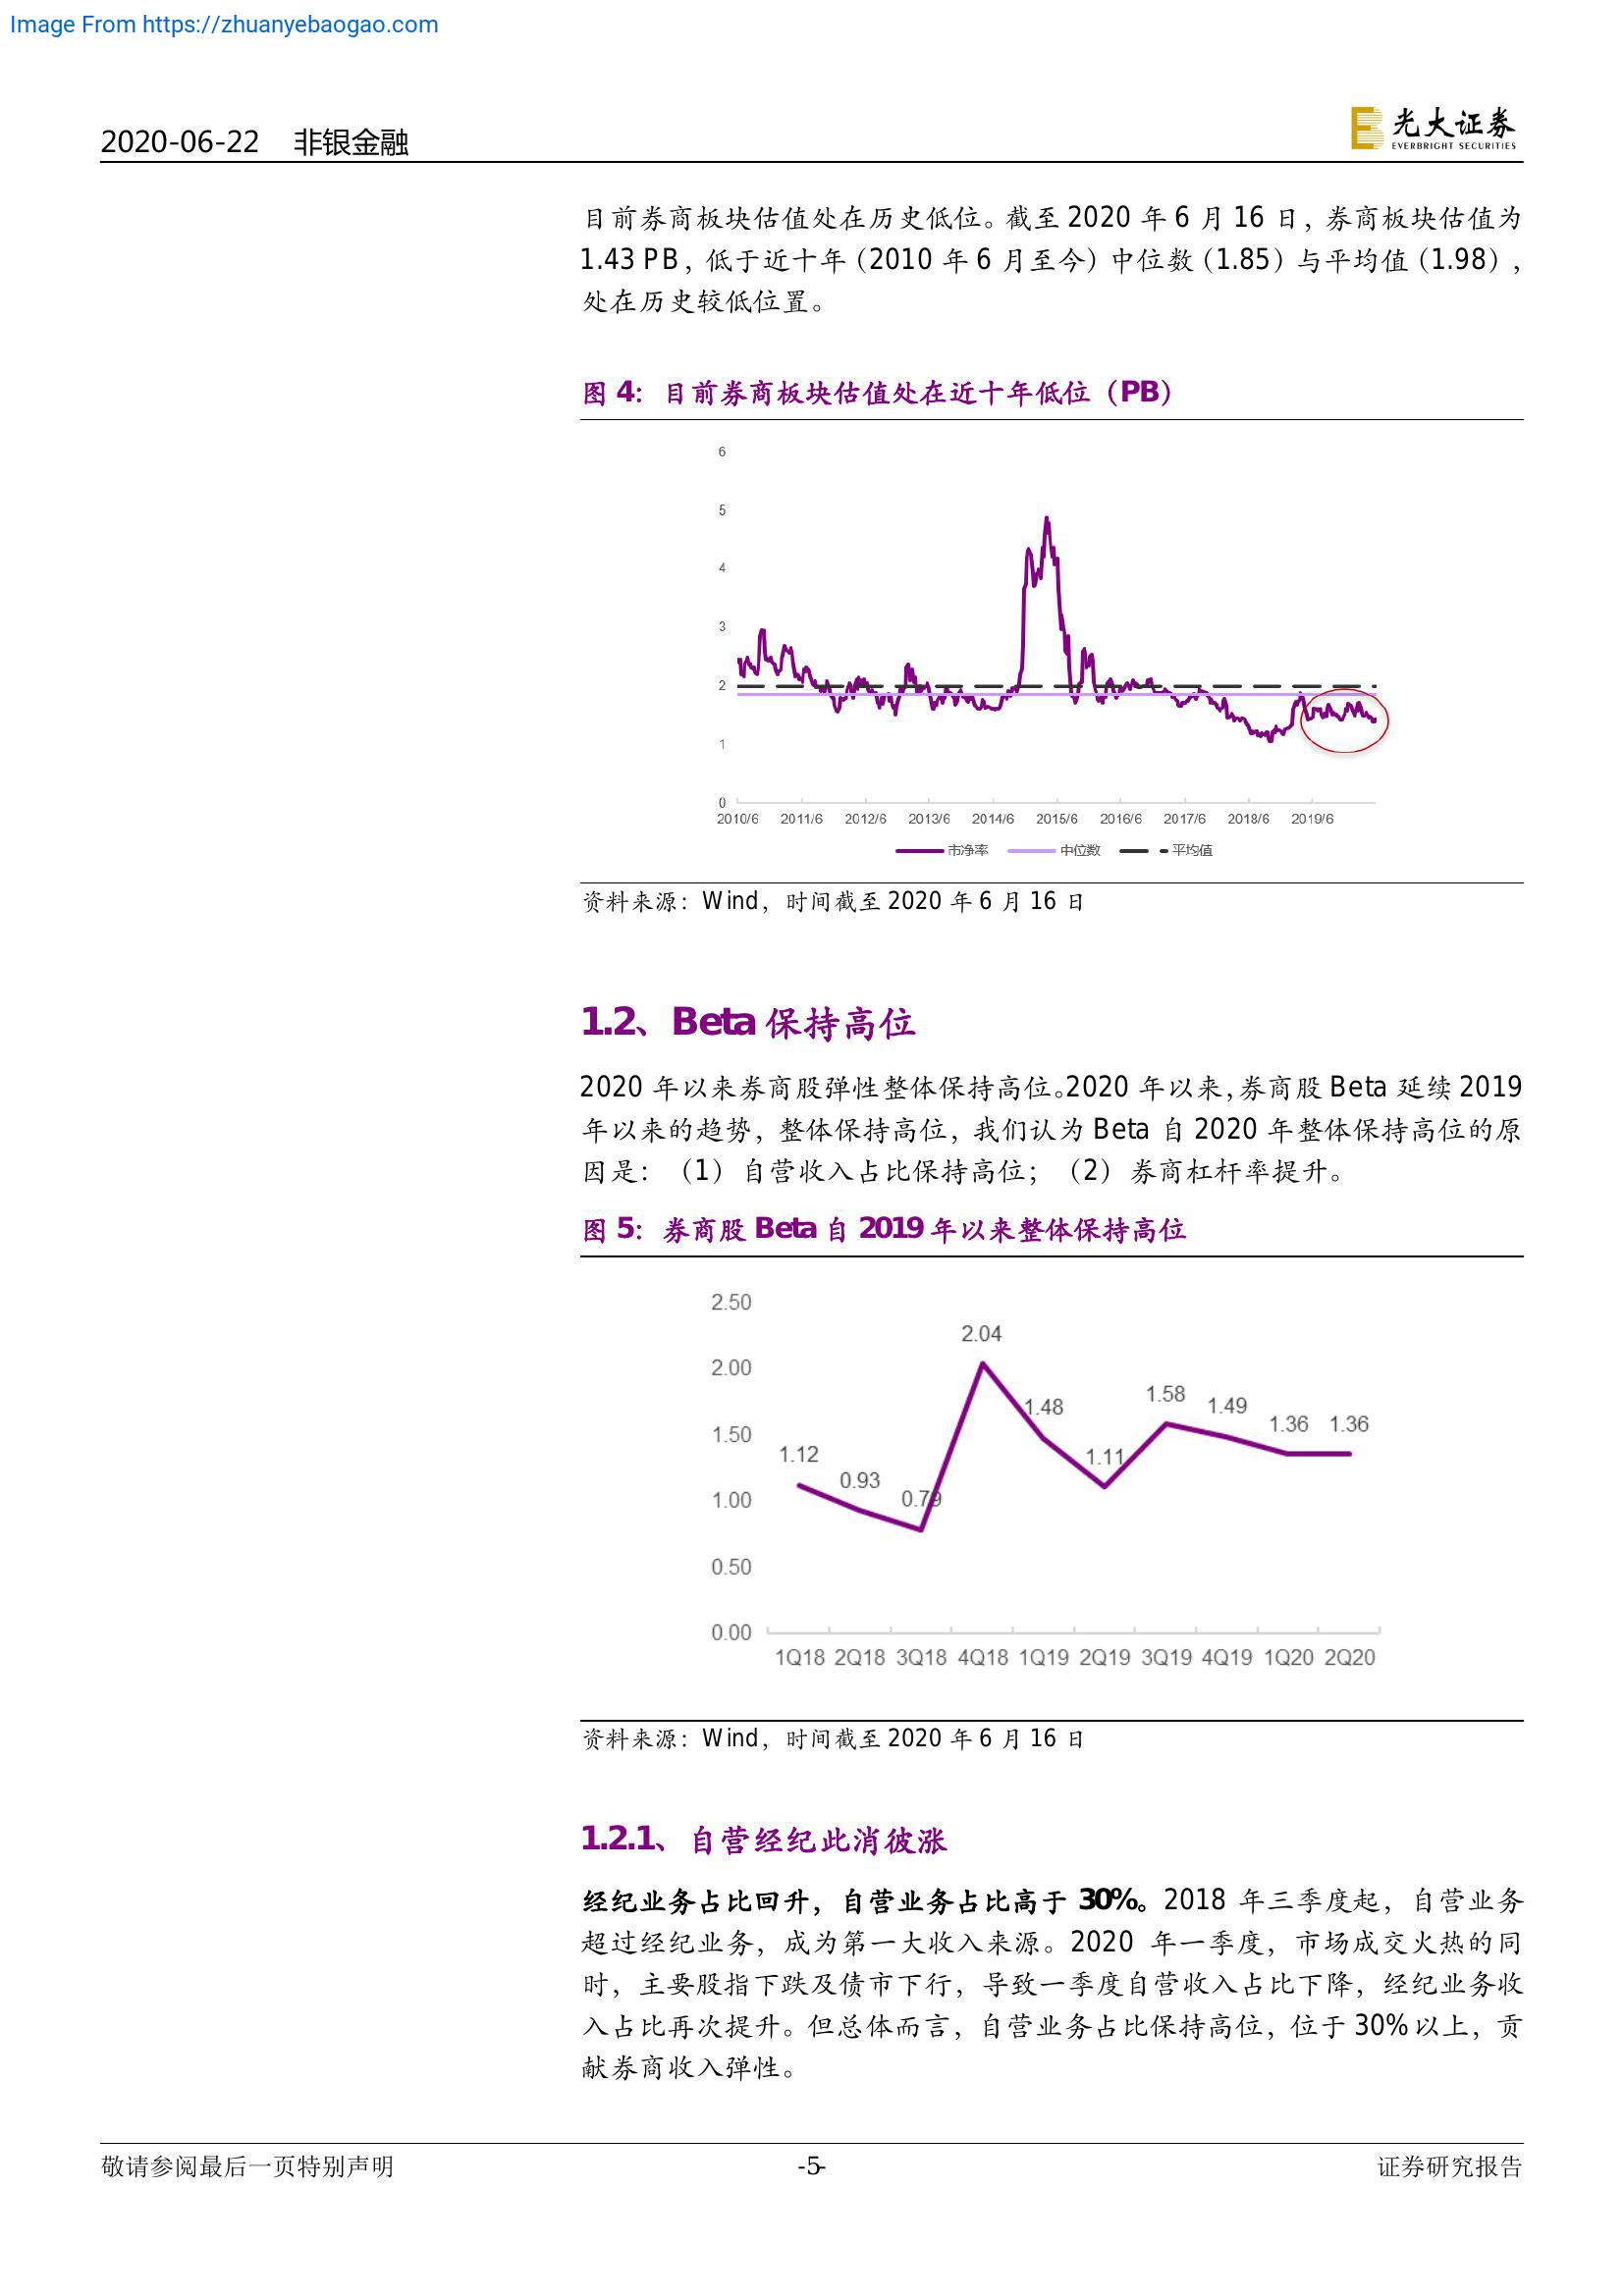 Image From https://zhuanyebaogao.com
2020-06-22 非银金融
光大证券
EVERBRIGHT SECURITIES
目前券商板块估值处在历史低位。截至 2020 年 6 月 16 日，券商板块估值为
1.43 PB，低于近十年（2010 年 6 月至今）中位数（1.85）与平均值（1.98），
处在历史较低位置。
图 4：目前券商板块估值处在近十年低位（PB）
6
5
4
3
2
1
0
2010/6 2011/6 2012/6 2013/6 2014/6 2015/6 2016/6 2017/6 2018/6 2019/6
市净率 中位数 平均值
资料来源：Wind，时间截至 2020 年 6 月 16 日
1.2、Beta 保持高位
2020 年以来券商股弹性整体保持高位。2020 年以来，券商股 Beta 延续 2019
年以来的趋势，整体保持高位，我们认为 Beta 自 2020 年整体保持高位的原
因是：（1）自营收入占比保持高位；（2）券商杠杆率提升。
图 5：券商股 Beta 自 2019 年以来整体保持高位
2.50
2.00
1.50
1.00
0.50
0.00
1.12 0.93 0.79 2.04 1.48 1.11 1.58 1.49 1.36 1.36
1Q18 2Q18 3Q18 4Q18 1Q19 2Q19 3Q19 4Q19 1Q20 2Q20
资料来源：Wind，时间截至 2020 年 6 月 16 日
1.2.1、自营经纪此消彼涨
经纪业务占比回升，自营业务占比高于 30%。2018 年三季度起，自营业务
超过经纪业务，成为第一大收入来源。2020 年一季度，市场成交火热的同
时，主要股指下跌及债市下行，导致一季度自营收入占比下降，经纪业务收
入占比再次提升。但总体而言，自营业务占比保持高位，位于 30%以上，贡
献券商收入弹性。
敬请参阅最后一页特别声明 -5- 证券研究报告